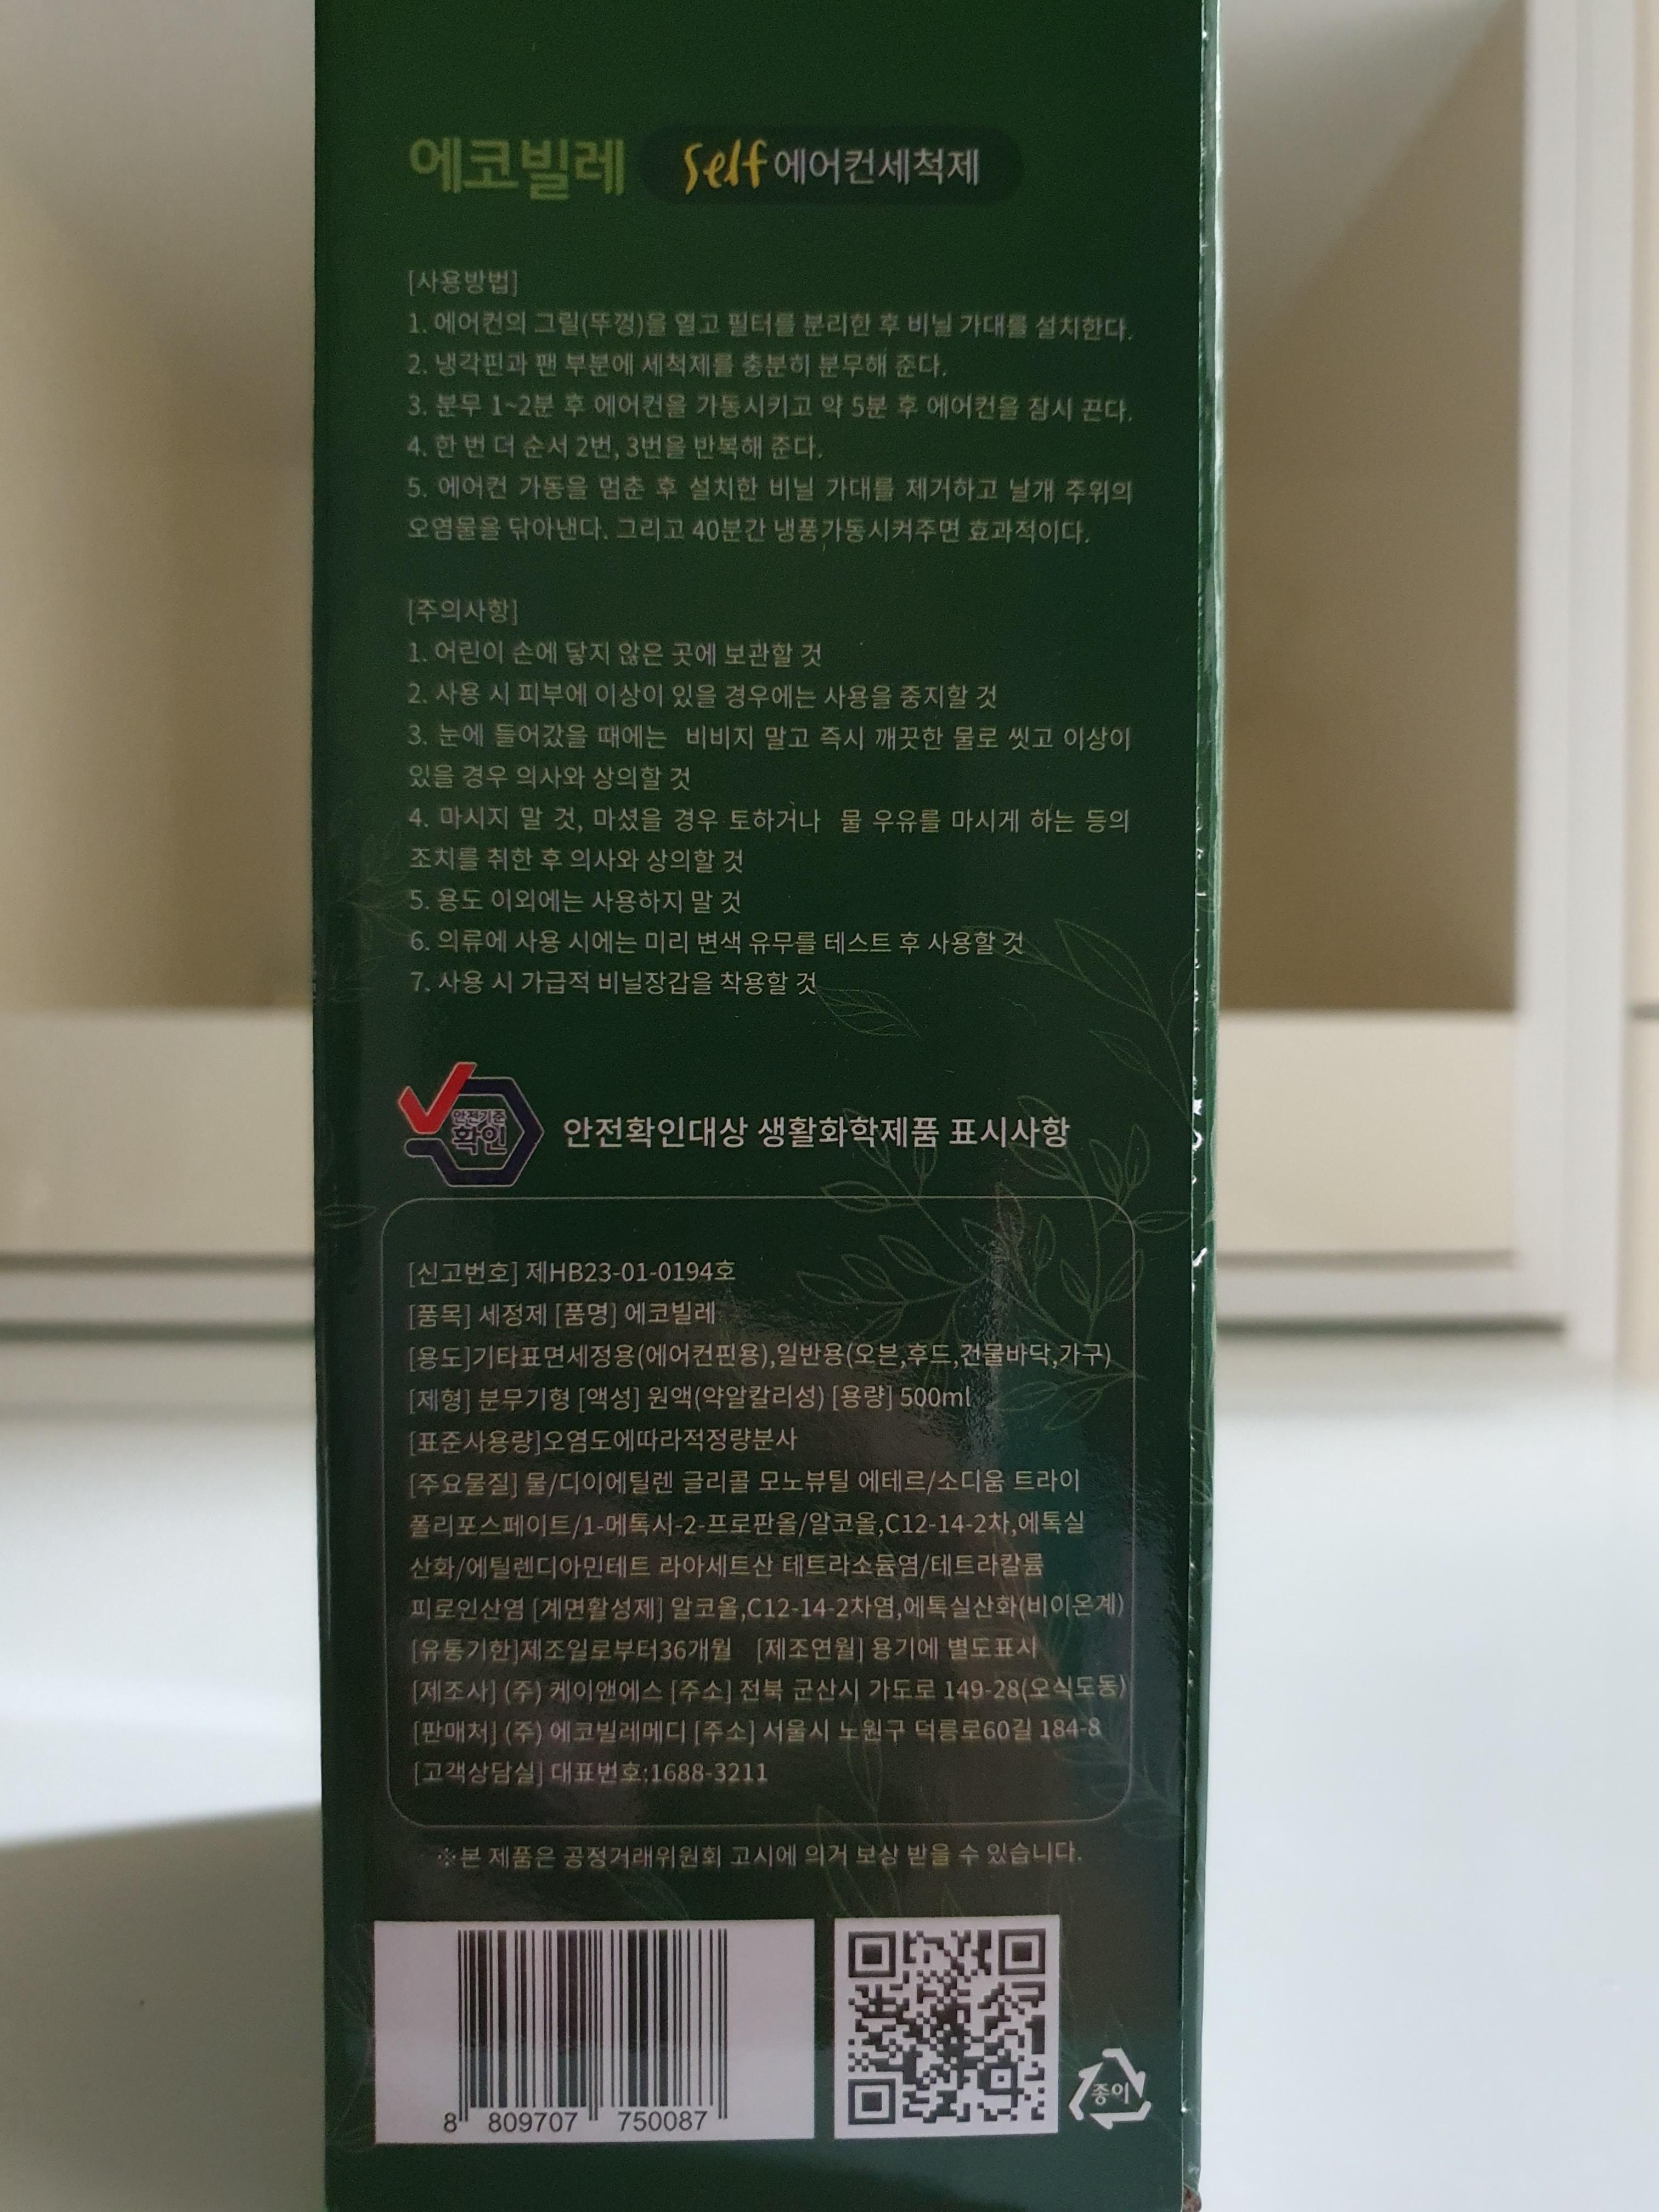 에코빌레 Self 에어컨세척제
[사용방법]
1. 에어컨의 그릴(뚜껑)을 열고 필터를 분리한 후 비닐 가대를 설치한다.
2. 냉각핀과 팬 부분에 세척제를 충분히 분무해 준다.
3. 분무 1~2분 후 에어컨을 가동시키고 약 5분 후 에어컨을 잠시 끈다.
4. 한 번 더 순서 2번, 3번을 반복해 준다.
5. 에어컨 가동을 멈춘 후 설치한 비닐 가대를 제거하고 날개 주위의
오염물을 닦아낸다. 그리고 40분간 냉풍가동시켜주면 효과적이다.
[주의사항]
1. 어린이 손에 닿지 않은 곳에 보관할 것
2. 사용 시 피부에 이상이 있을 경우에는 사용을 중지할 것
3. 눈에 들어갔을 때에는 비비지 말고 즉시 깨끗한 물로 씻고 이상이
있을 경우 의사와 상의할 것
4. 마시지 말 것, 마셨을 경우 토하거나 물 우유를 마시게 하는 등의
조치를 취한 후 의사와 상의할 것
5. 용도 이외에는 사용하지 말 것
6. 의류에 사용 시에는 미리 변색 유무를 테스트 후 사용할 것
7. 사용 시 가급적 비닐장갑을 착용할 것
안전기준
확인
안전확인대상 생활화학제품 표시사항
[신고번호] 제HB23-01-0194호
[품목] 세정제 [품명] 에코빌레
[용도]기타표면세정용(에어컨핀용),일반용(오븐,후드,건물바닥,가구)
[제형] 분무기형 [액성] 원액(약알칼리성) [용량] 500ml
[표준사용량]오염도에따라적정량분사
[주요물질] 물/디이에틸렌 글리콜 모노뷰틸 에테르/소디움 트라이
폴리포스페이트/1-메톡시-2-프로판올/알코올,C12-14-2차,에톡실
산화/에틸렌디아민테트 라아세트산 테트라소듐염/테트라칼륨
피로인산염 [계면활성제] 알코올,C12-14-2차염,에톡실산화(비이온계)
[유통기한]제조일로부터36개월 [제조연월] 용기에 별도표시
[제조사] (주) 케이앤에스 [주소] 전북 군산시 가도로 149-28(오식도동)
[판매처] (주) 에코빌레메디 [주소] 서울시 노원구 덕릉로60길 184-8
[고객상담실] 대표번호:1688-3211
※본 제품은 공정거래위원회 고시에 의거 보상 받을 수 있습니다.
8 809707 750087
종이